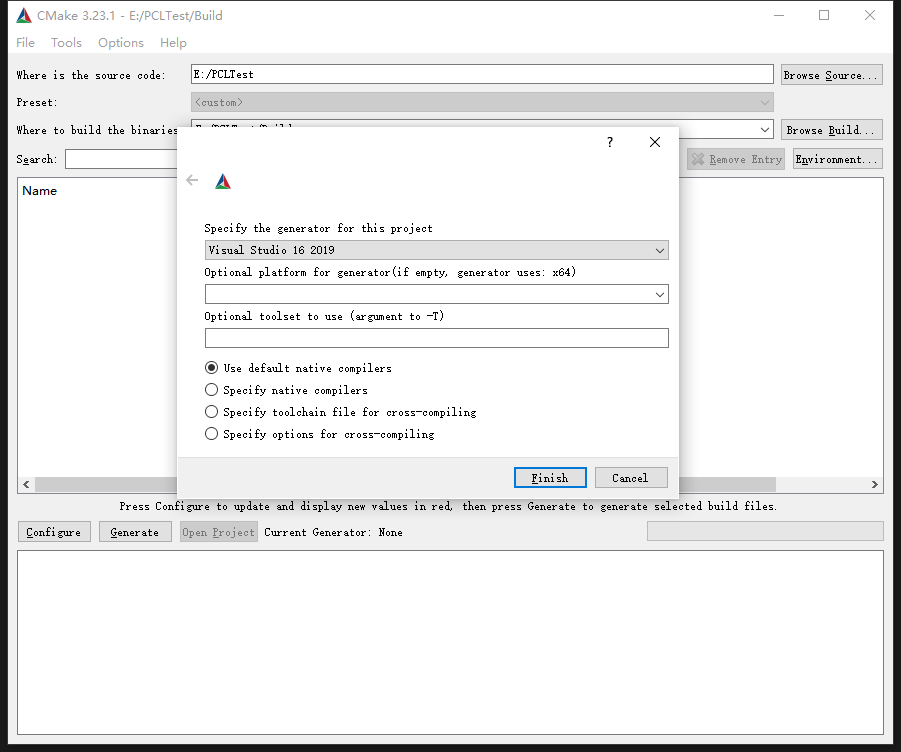 CMake 3.23.1 - E:/PCLTest/Build
File Tools Options Help
Where is the source code: E:/PCLTest Browse Source...
Preset: <custom>
Where to build the binaries Browse Build...
Search: Remove Entry Environment...
Name
?
Specify the generator for this project
Visual Studio 16 2019
Optional platform for generator(if empty, generator uses: x64)
Optional toolset to use (argument to -T)
Use default native compilers
Specify native compilers
Specify toolchain file for cross-compiling
Specify options for cross-compiling
Finish Cancel
Press Configure to update and display new values in red, then press Generate to generate selected build files.
Configure Generate Open Project Current Generator: None